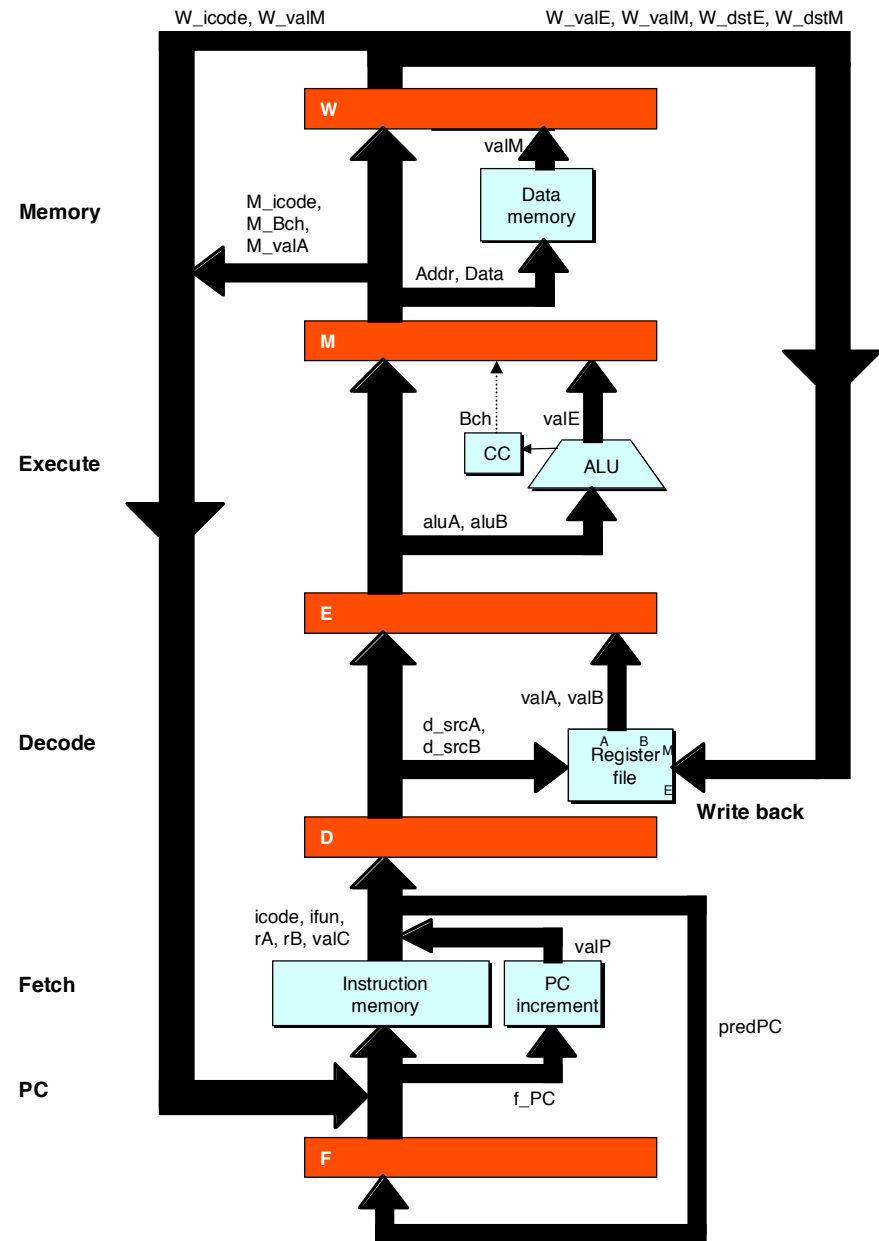 W_icode, W_valM
W_valE, W_valM, W_dstE, W_dstM
W
valM
Memory
M_icode,
M_Bch,
M_valA
Data
memory
Addr, Data
M
Bch
valE
Execute
CC
ALU
aluA, aluB
E
valA, valB
Decode
d_srcA,
d_srcB
A
B
M
Register
file
E
Write back
D
icode, ifun,
rA, rB, valC
valP
Fetch
Instruction
memory
PC
increment
predPC
PC
f_PC
F